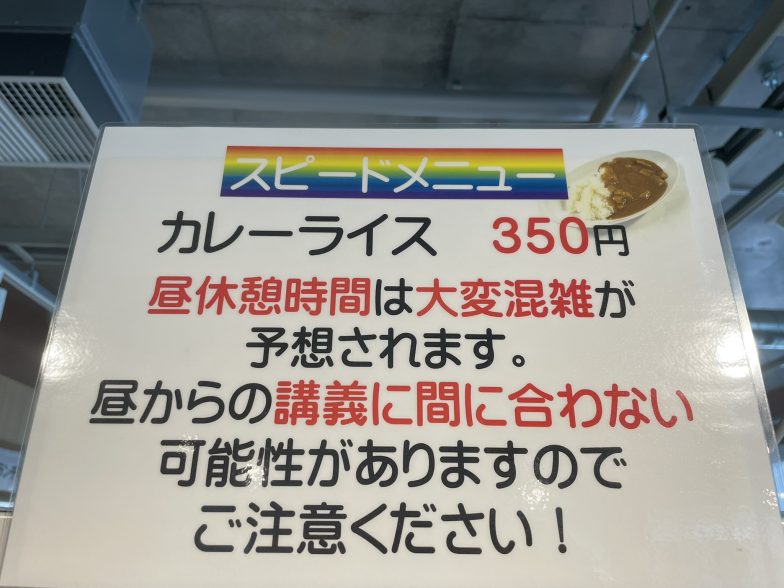 スピードメニュー
カレーライス 350円
昼休憩時間は大変混雑が
予想されます。
昼からの講義に間に合わない
可能性がありますので
ご注意ください！